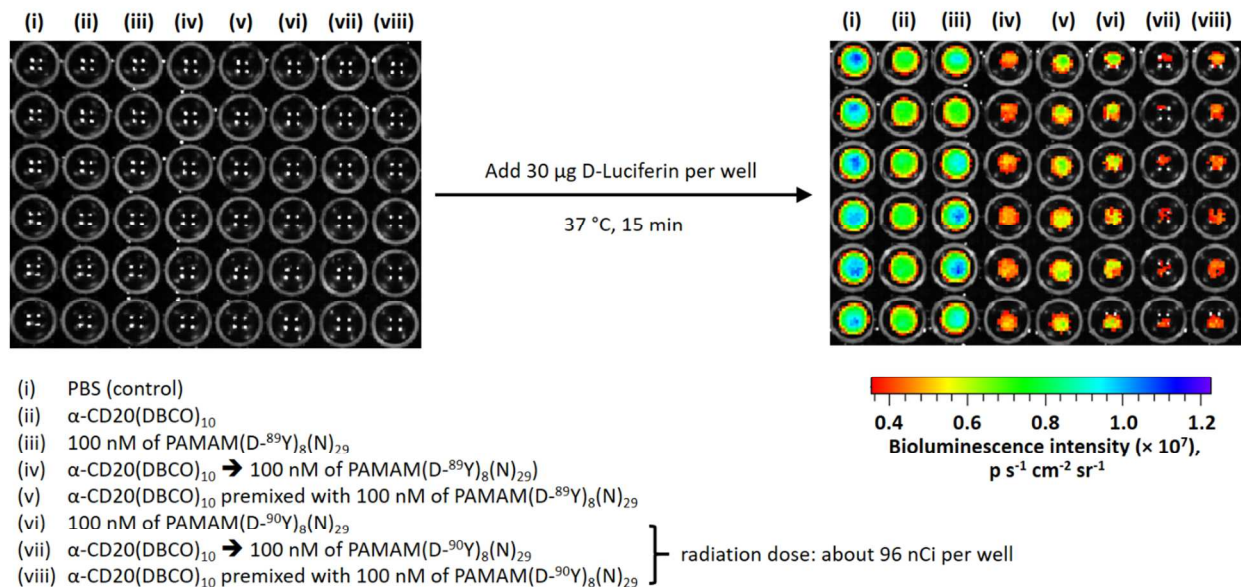 (i) (ii) (iii) (iv) (v) (vi) (vii) (viii)
(i) (ii) (iii) (iv) (v) (vi) (vii) (viii)
Add 30 µg D-Luciferin per well
37 °C, 15 min
0.4 0.6 0.8 1.0 1.2
Bioluminescence intensity (× 10⁷),
p s⁻¹ cm⁻² sr⁻¹
(i) PBS (control)
(ii) α-CD20(DBCO)₁₀
(iii) 100 nM of PAMAM(D-⁸⁹Y)₈(N)₂₉
(iv) α-CD20(DBCO)₁₀ ➔ 100 nM of PAMAM(D-⁸⁹Y)₈(N)₂₉)
(v) α-CD20(DBCO)₁₀ premixed with 100 nM of PAMAM(D-⁸⁹Y)₈(N)₂₉
(vi) 100 nM of PAMAM(D-⁹⁰Y)₈(N)₂₉
(vii) α-CD20(DBCO)₁₀ ➔ 100 nM of PAMAM(D-⁹⁰Y)₈(N)₂₉
(viii) α-CD20(DBCO)₁₀ premixed with 100 nM of PAMAM(D-⁹⁰Y)₈(N)₂₉
radiation dose: about 96 nCi per well